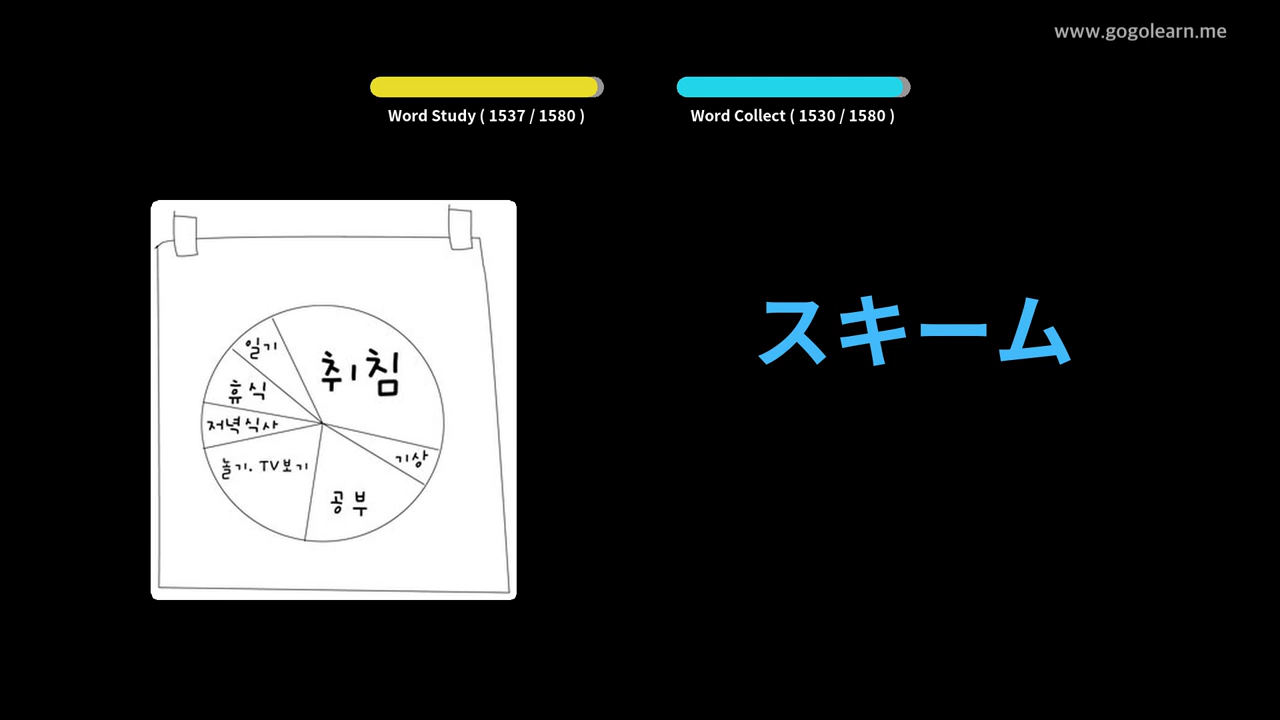 www.gogolearn.me
Word Study ( 1537 / 1580 )
Word Collect ( 1530 / 1580 )
일기
취침
휴식
저녁식사
놀기. TV보기
기상
공부
スキーム